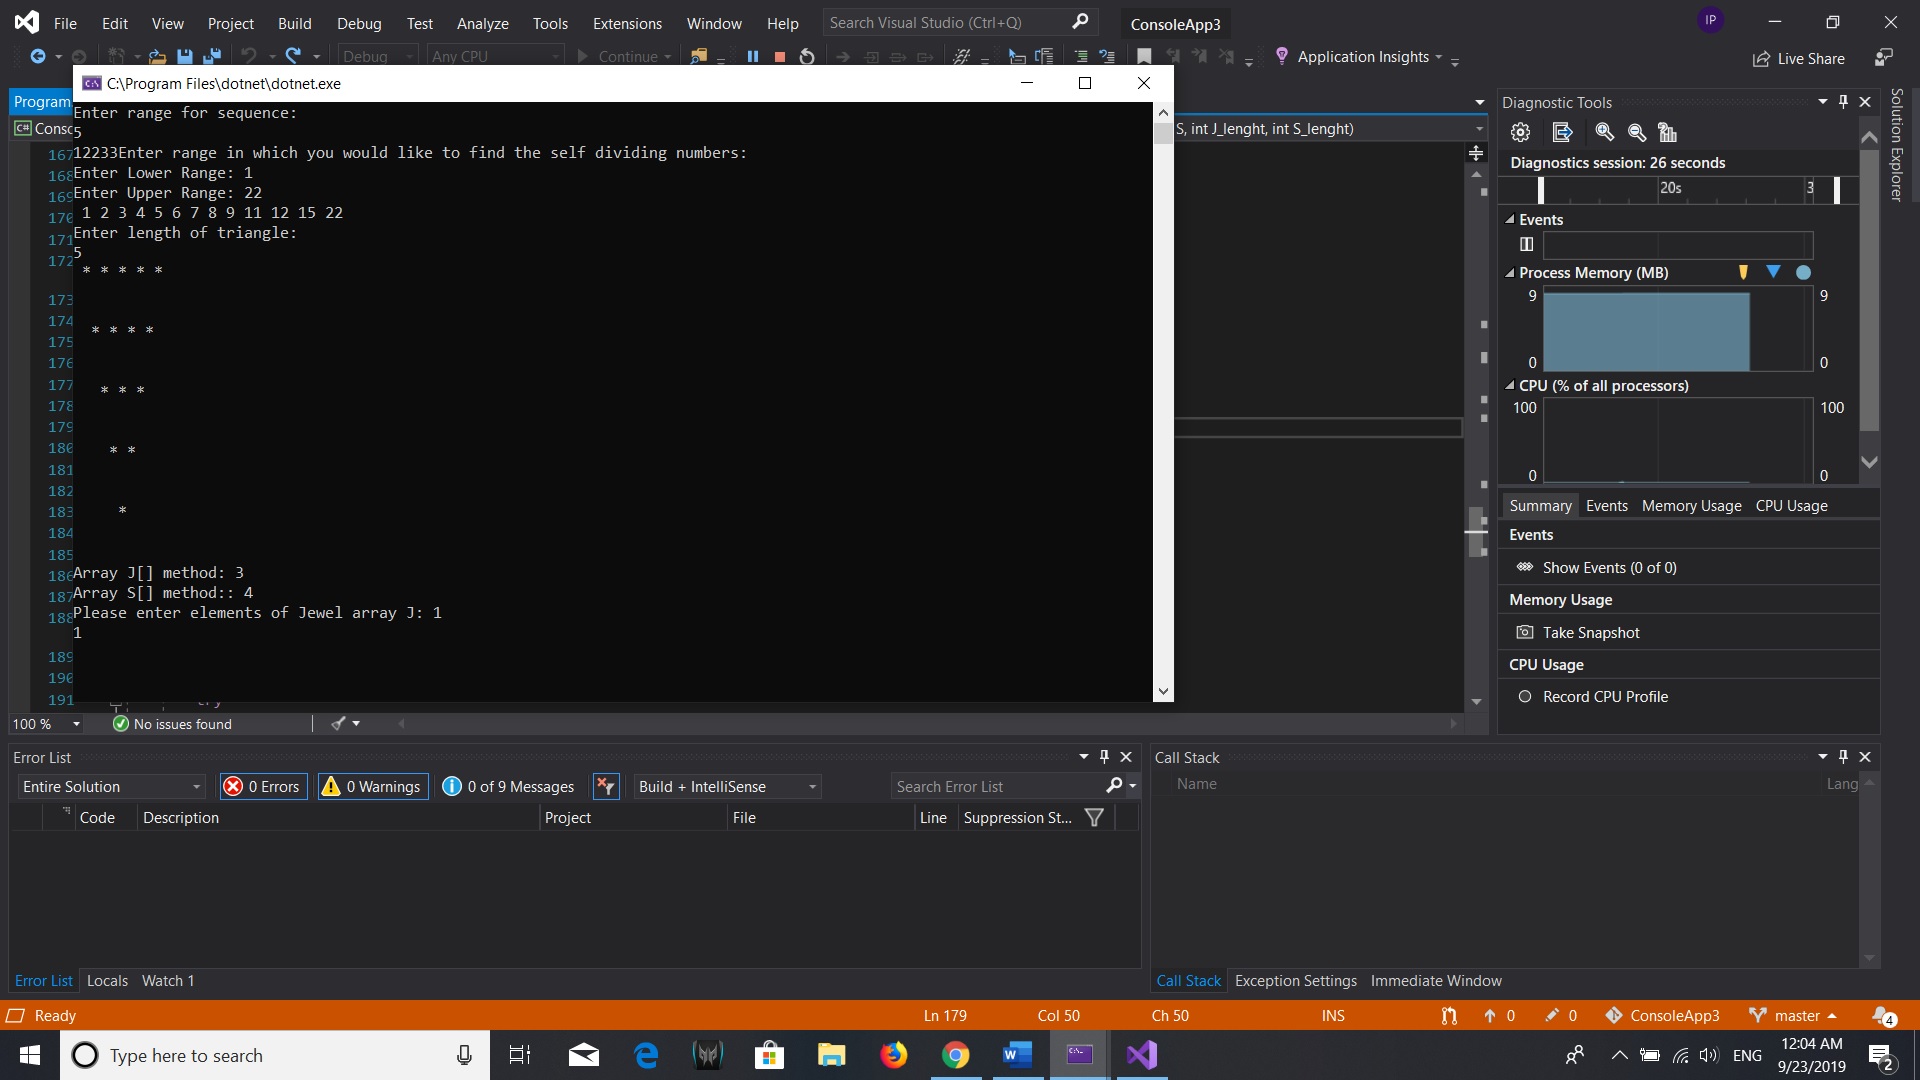 File Edit View Project Build Debug Test Analyze Tools Extensions Window Help Search Visual Studio (Ctrl+Q) ConsoleApp3 IP
Debug Any CPU Continue Application Insights Live Share
C:\Program Files\dotnet\dotnet.exe
Program
Conso
S, int J_lenght, int S_lenght)
Enter range for sequence:
5
12233Enter range in which you would like to find the self dividing numbers:
Enter Lower Range: 1
Enter Upper Range: 22
1 2 3 4 5 6 7 8 9 11 12 15 22
Enter length of triangle:
5
* * * * *
* * * *
* * *
* *
*
Array J[] method: 3
Array S[] method:: 4
Please enter elements of Jewel array J: 1
1
167
168
169
170
171
172
173
174
175
176
177
178
179
180
181
182
183
184
185
186
187
188
189
190
191
try
100 % No issues found
Diagnostic Tools
Diagnostics session: 26 seconds
20s 3
Events
Process Memory (MB)
9 9
0 0
CPU (% of all processors)
100 100
0 0
Summary Events Memory Usage CPU Usage
Events
Show Events (0 of 0)
Memory Usage
Take Snapshot
CPU Usage
Record CPU Profile
Solution Explorer
Error List
Entire Solution 0 Errors 0 Warnings 0 of 9 Messages Build + IntelliSense Search Error List
Code Description Project File Line Suppression St...
Error List Locals Watch 1
Call Stack
Name Lang
Call Stack Exception Settings Immediate Window
Ready Ln 179 Col 50 Ch 50 INS 0 0 ConsoleApp3 master 4
Type here to search
ENG 12:04 AM
9/23/2019 2